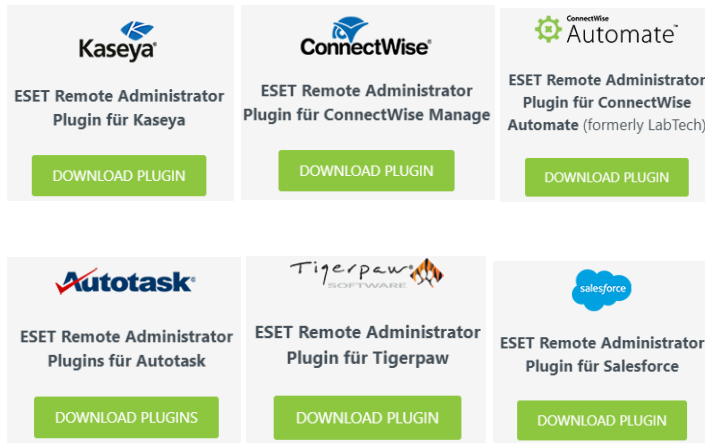 Kaseya
ESET Remote Administrator
Plugin für Kaseya
DOWNLOAD PLUGIN
ConnectWise®
ESET Remote Administrator
Plugin für ConnectWise Manage
DOWNLOAD PLUGIN
ConnectWise
Automate™
ESET Remote Administrator
Plugin für ConnectWise
Automate (formerly LabTech)
DOWNLOAD PLUGIN
Autotask®
ESET Remote Administrator
Plugins für Autotask
DOWNLOAD PLUGINS
Tigerpaw®
SOFTWARE
ESET Remote Administrator
Plugin für Tigerpaw
DOWNLOAD PLUGIN
salesforce
ESET Remote Administrator
Plugin für Salesforce
DOWNLOAD PLUGIN